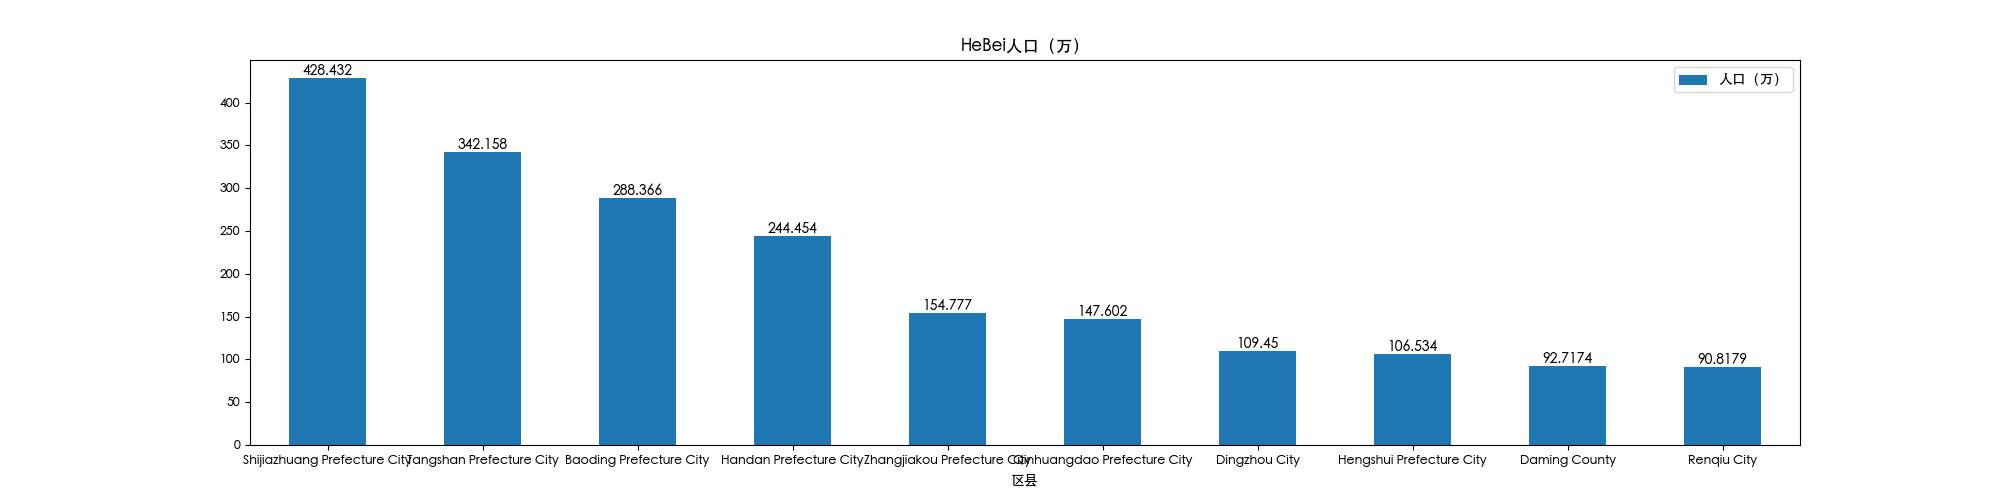 HeBei人口（万）
人口（万）
428.432
342.158
288.366
244.454
154.777
147.602
109.45
106.534
92.7174
90.8179
400
350
300
250
200
150
100
50
0
Shijiazhuang Prefecture City
Tangshan Prefecture City
Baoding Prefecture City
Handan Prefecture City
Zhangjiakou Prefecture City
Qinhuangdao Prefecture City
Dingzhou City
Hengshui Prefecture City
Daming County
Renqiu City
区县